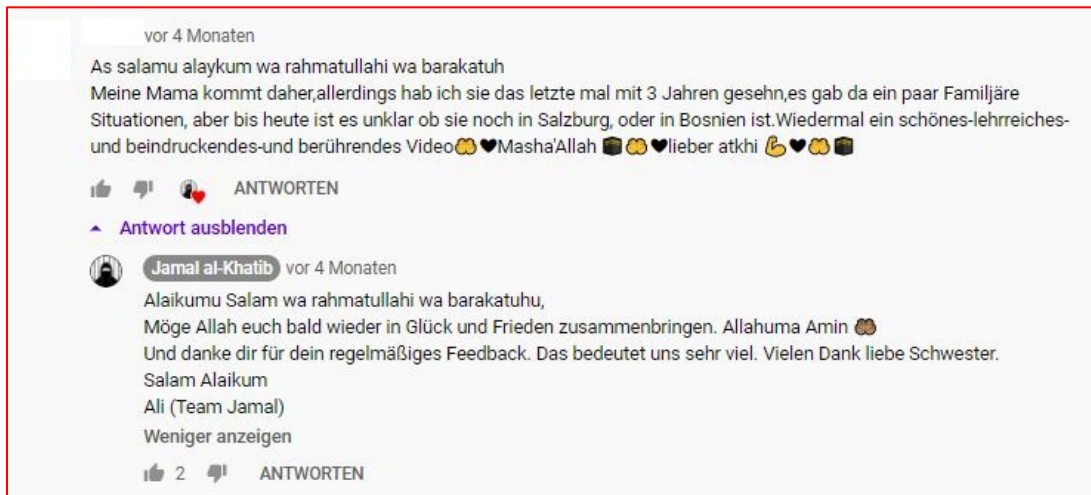 vor 4 Monaten
As salamu alaykum wa rahmatullahi wa barakatuh
Meine Mama kommt daher,allerdings hab ich sie das letzte mal mit 3 Jahren gesehn,es gab da ein paar Familjäre
Situationen, aber bis heute ist es unklar ob sie noch in Salzburg, oder in Bosnien ist.Wiedermal ein schönes-lehrreiches-
und beindruckendes-und berührendes Video🤲🖤Masha'Allah 🕋🤲🖤lieber atkhi 💪🖤🤲🕋
ANTWORTEN
Antwort ausblenden
Jamal al-Khatib vor 4 Monaten
Alaikumu Salam wa rahmatullahi wa barakatuhu,
Möge Allah euch bald wieder in Glück und Frieden zusammenbringen. Allahuma Amin 🤲🏽
Und danke dir für dein regelmäßiges Feedback. Das bedeutet uns sehr viel. Vielen Dank liebe Schwester.
Salam Alaikum
Ali (Team Jamal)
Weniger anzeigen
2 ANTWORTEN